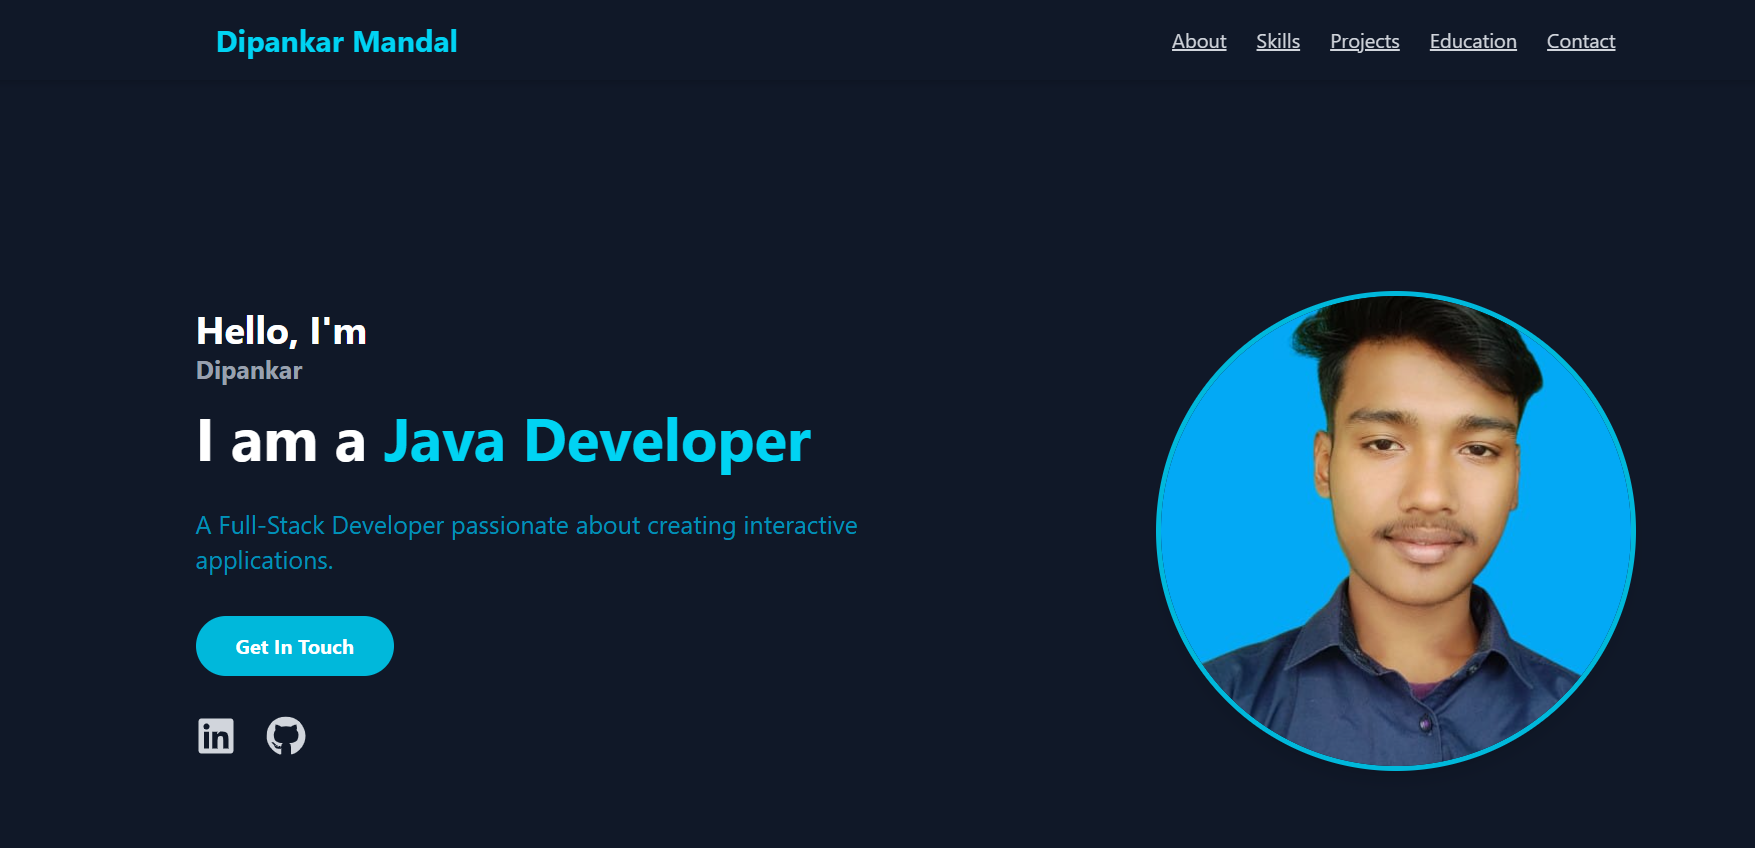 Dipankar Mandal
About Skills Projects Education Contact
Hello, I'm
Dipankar
I am a Java Developer
A Full-Stack Developer passionate about creating interactive
applications.
Get In Touch
in